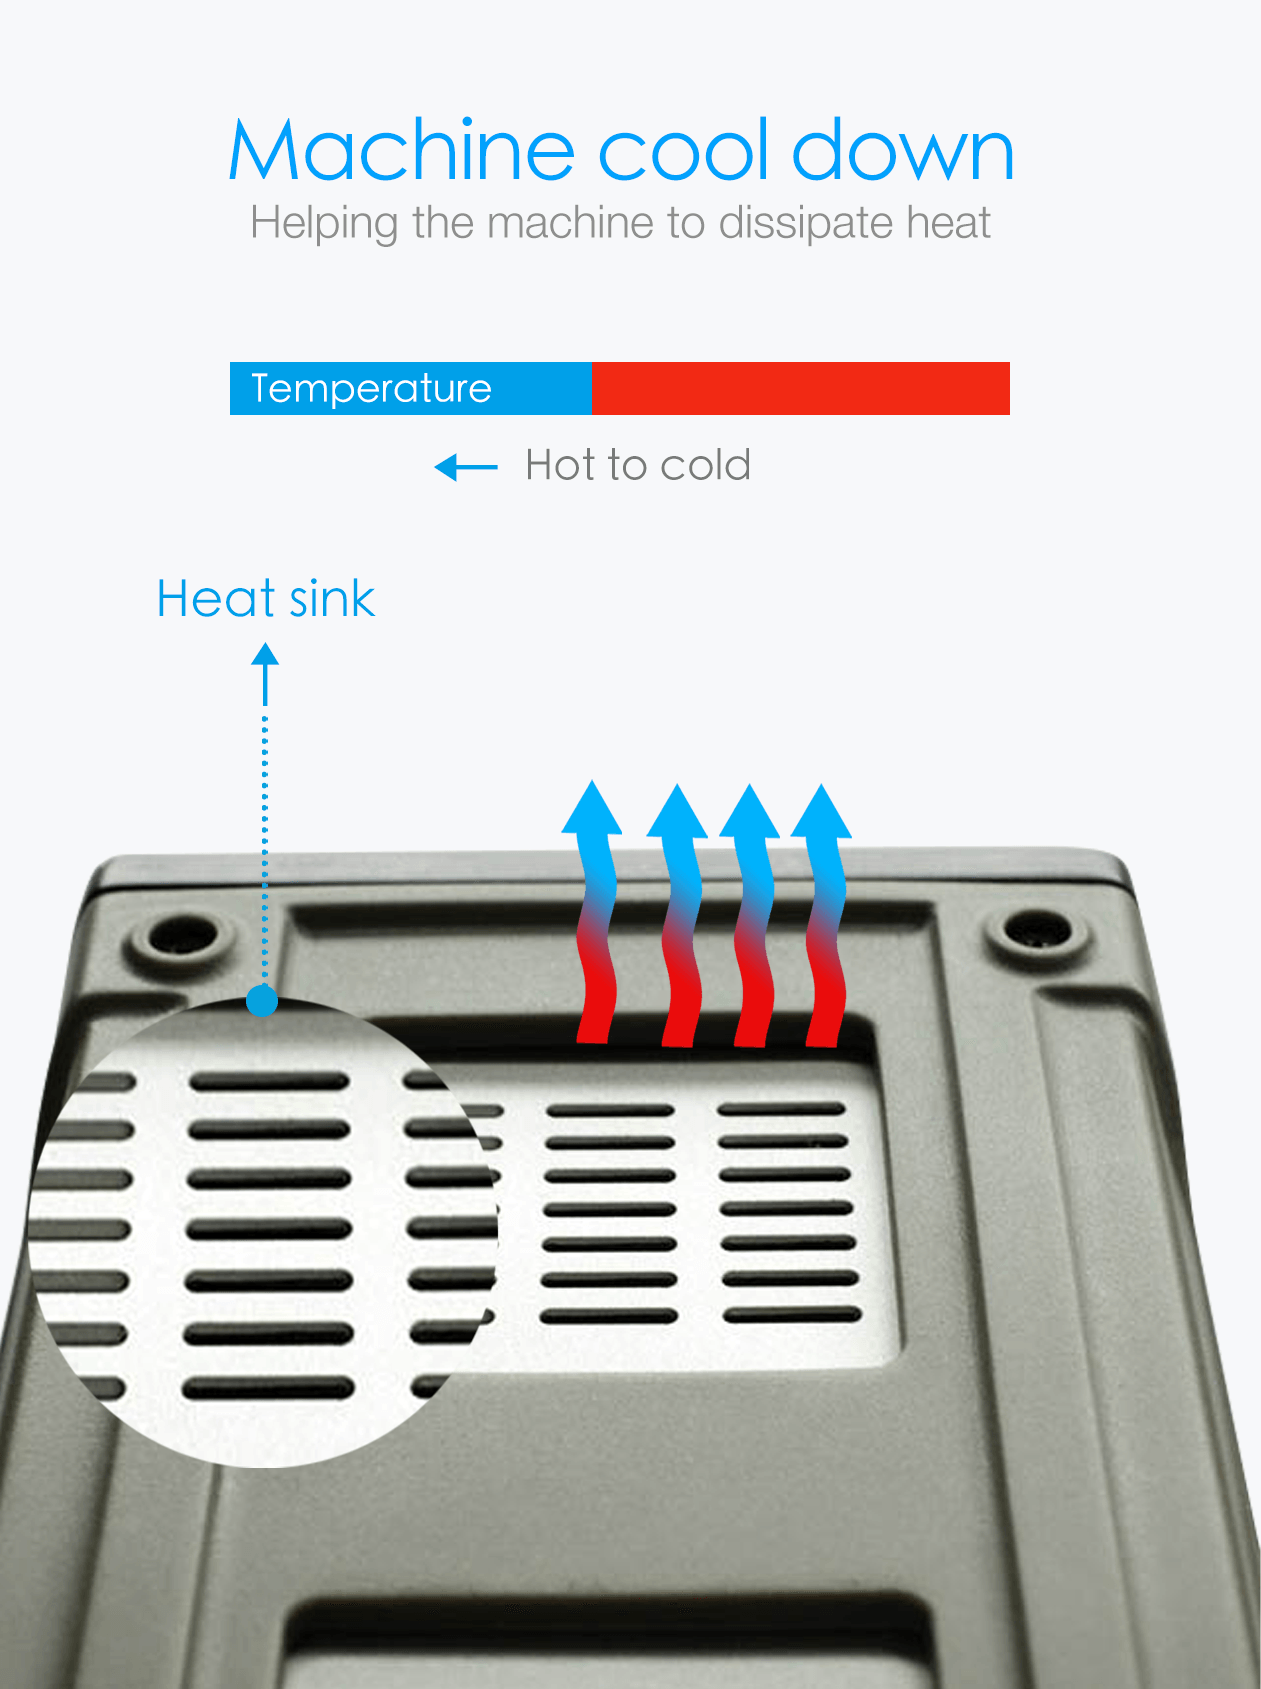 Machine cool down
Helping the machine to dissipate heat
Temperature
Hot to cold
Heat sink